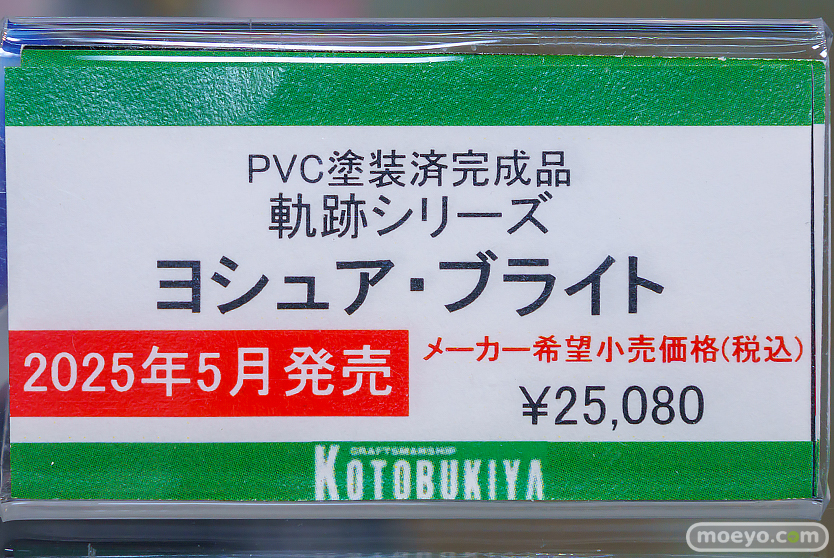 PVC塗装済完成品
軌跡シリーズ
ヨシュア・ブライト
2025年5月発売
メーカー希望小売価格(税込)
¥25,080
CRAFTSMANSHIP
KOTOBUKIYA
moeyo.com